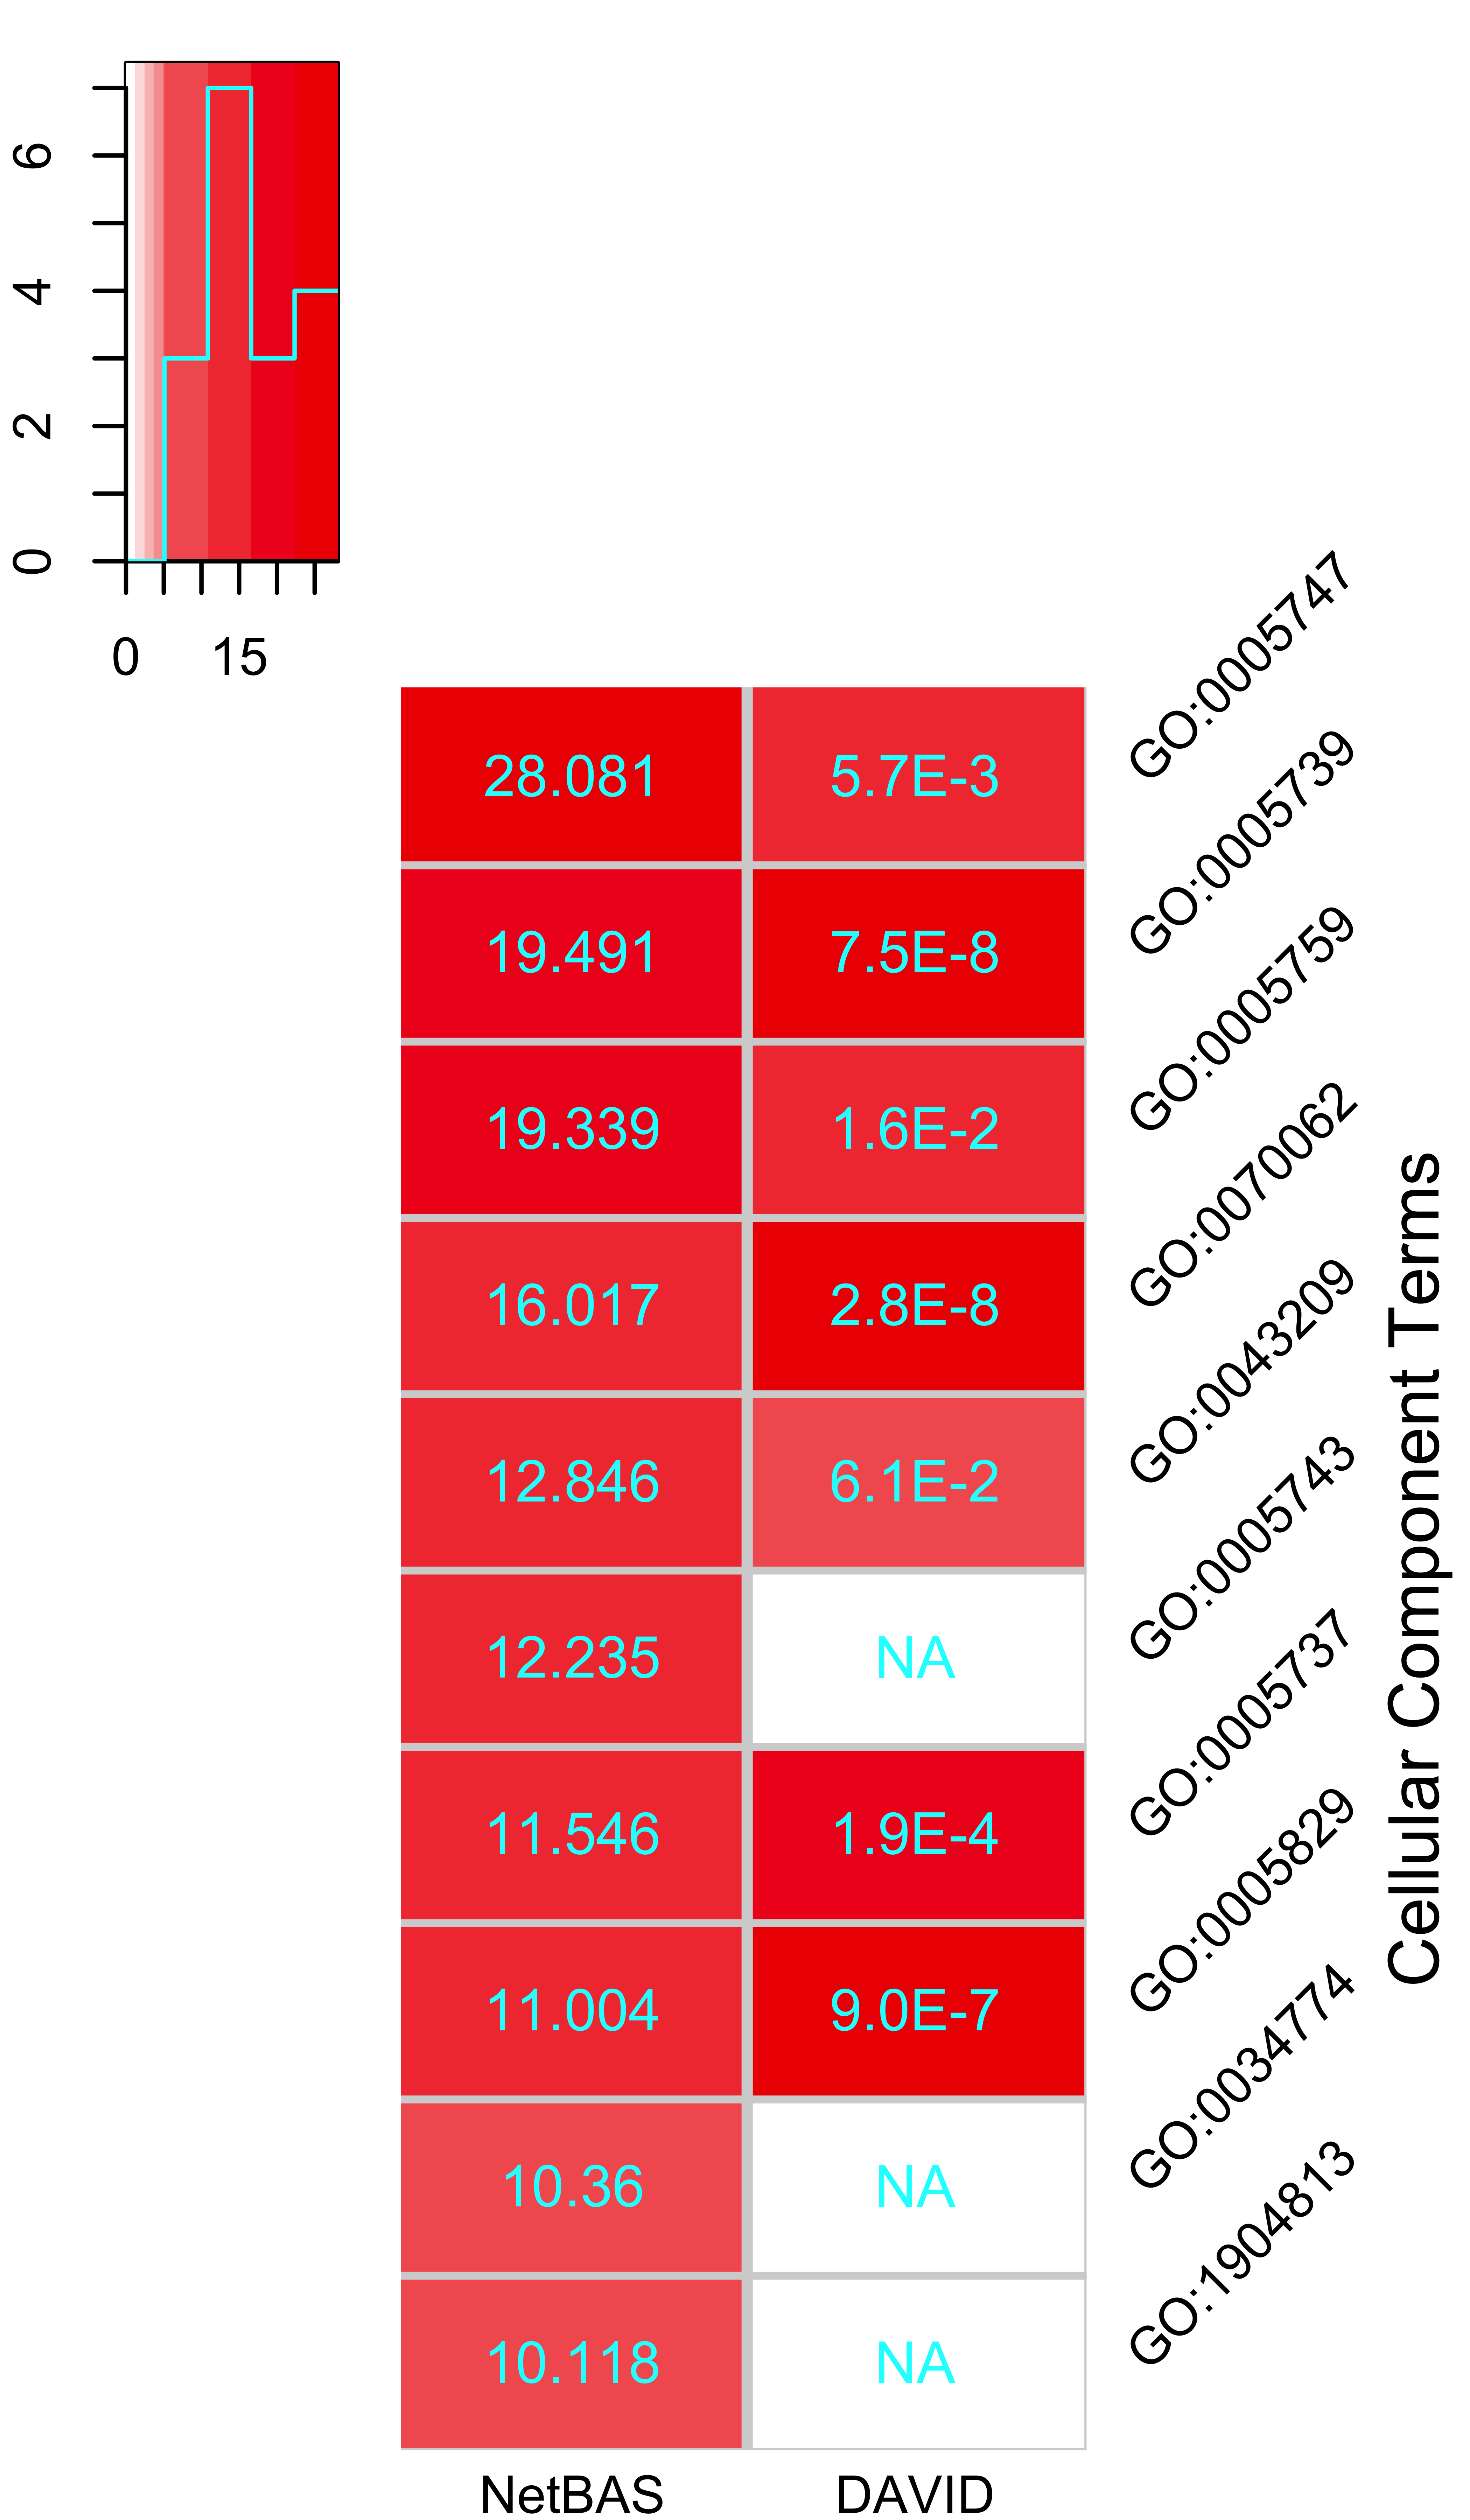 6
4
2
0
0 15
28.081 5.7E-3 GO:0005747
19.491 7.5E-8 GO:0005739
19.339 1.6E-2 GO:0005759
16.017 2.8E-8 GO:0070062
12.846 6.1E-2 GO:0043209
12.235 NA GO:0005743
11.546 1.9E-4 GO:0005737
11.004 9.0E-7 GO:0005829
10.36 NA GO:0034774
10.118 NA GO:1904813
Cellular Component Terms
NetBAS DAVID